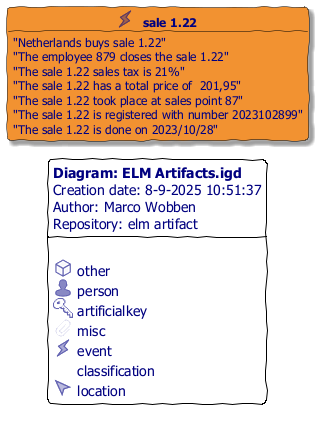 sale 1.22
"Netherlands buys sale 1.22"
"The employee 879 closes the sale 1.22"
"The sale 1.22 sales tax is 21%"
"The sale 1.22 has a total price of  201,95"
"The sale 1.22 took place at sales point 87"
"The sale 1.22 is registered with number 2023102899"
"The sale 1.22 is done on 2023/10/28"
Diagram: ELM Artifacts.igd
Creation date: 8-9-2025 10:51:37
Author: Marco Wobben
Repository: elm artifact
other
person
artificialkey
misc
event
classification
location